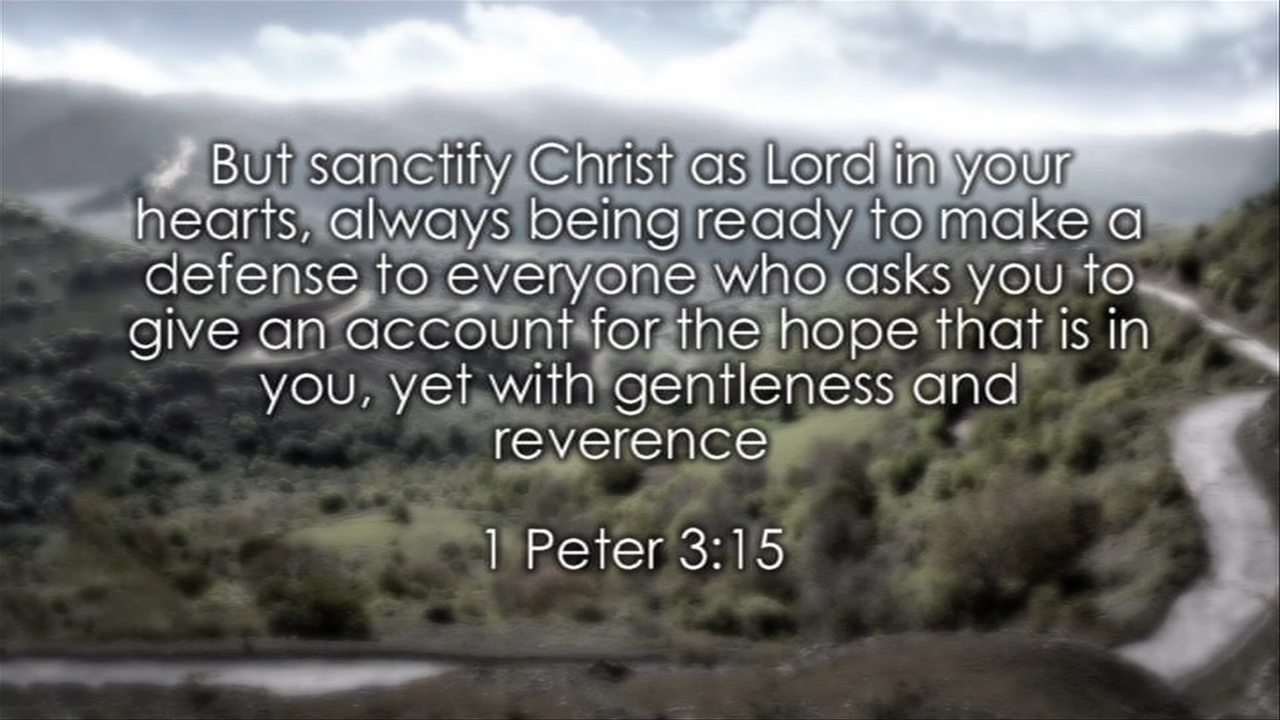 But sanctify Christ as Lord in your
hearts, always being ready to make a
defense to everyone who asks you to
give an account for the hope that is in
you, yet with gentleness and
reverence
1 Peter 3:15